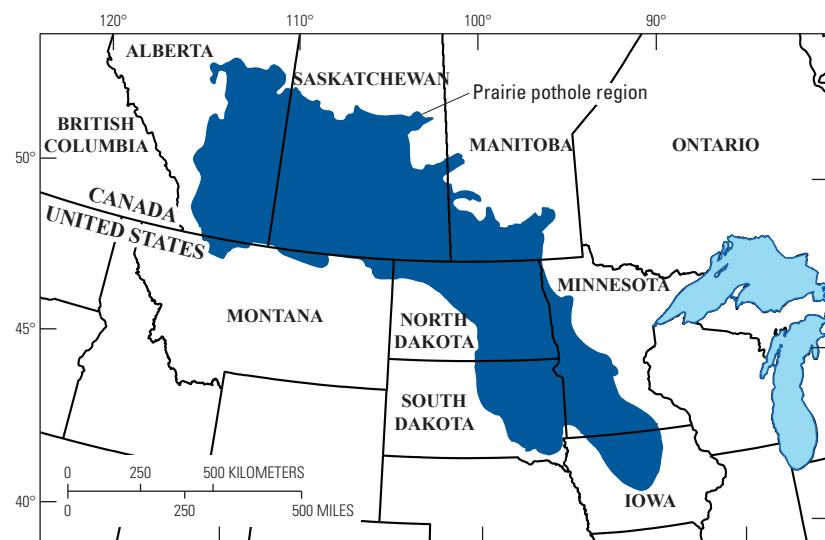 120°
110°
100°
90°
ALBERTA
SASKATCHEWAN
Prairie pothole region
BRITISH
COLUMBIA
MANITOBA
ONTARIO
50°
CANADA
UNITED STATES
MINNESOTA
MONTANA
NORTH
DAKOTA
45°
SOUTH
DAKOTA
0 250 500 KILOMETERS
0 250 500 MILES
IOWA
40°